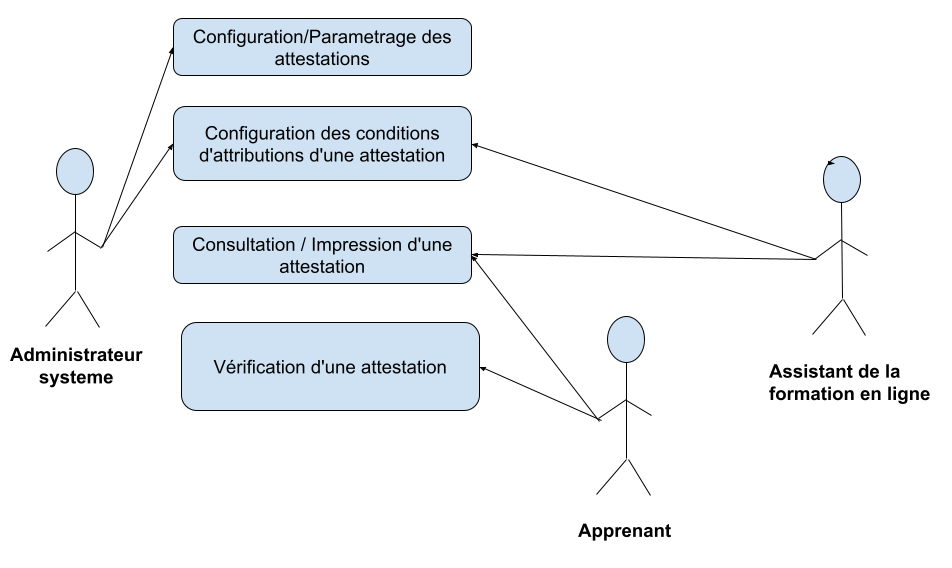 Configuration/Parametrage des
attestations
Configuration des conditions
d'attributions d'une attestation
Consultation / Impression d'une
attestation
Vérification d'une attestation
Administrateur
systeme
Assistant de la
formation en ligne
Apprenant